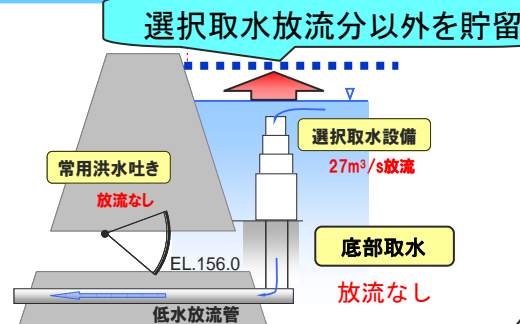 選択取水放流分以外を貯留
選択取水設備
27m³/s放流
常用洪水吐き
放流なし
EL.156.0
底部取水
放流なし
低水放流管